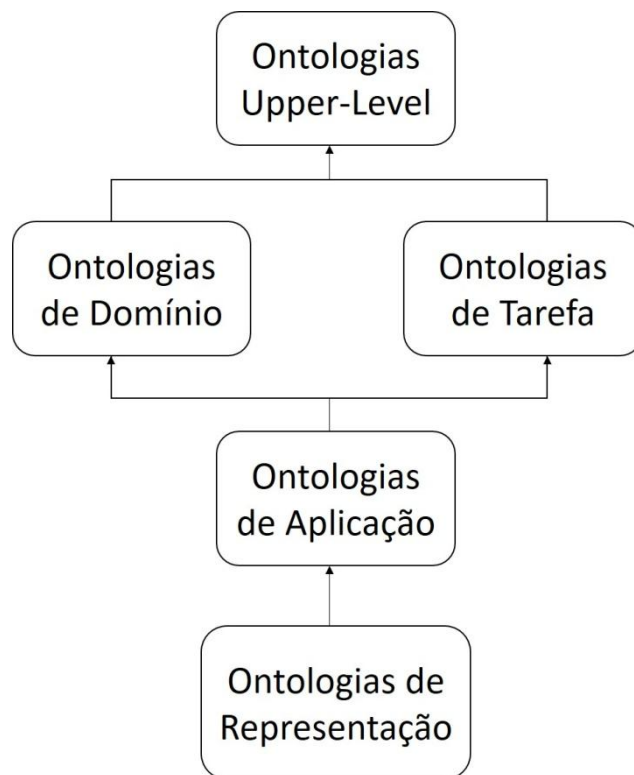 Ontologias
Upper-Level
Ontologias
de Domínio
Ontologias
de Tarefa
Ontologias
de Aplicação
Ontologias de
Representação